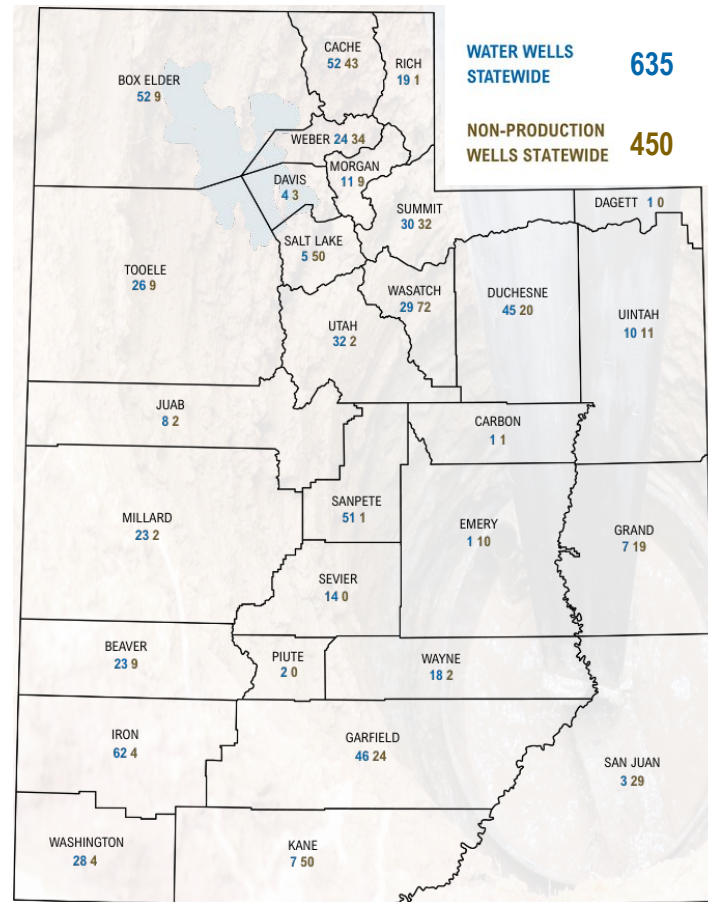 WATER WELLS
STATEWIDE
635
NON-PRODUCTION
WELLS STATEWIDE
450
CACHE
52 43
RICH
19 1
BOX ELDER
52 9
WEBER 24 34
MORGAN
11 9
DAVIS
4 3
SUMMIT
30 32
DAGETT 1 0
SALT LAKE
5 50
TOOELE
26 9
WASATCH
29 72
DUCHESNE
45 20
UINTAH
10 11
UTAH
32 2
JUAB
8 2
CARBON
1 1
SANPETE
51 1
MILLARD
23 2
EMERY
1 10
GRAND
7 19
SEVIER
14 0
BEAVER
23 9
PIUTE
2 0
WAYNE
18 2
IRON
62 4
GARFIELD
46 24
SAN JUAN
3 29
WASHINGTON
28 4
KANE
7 50